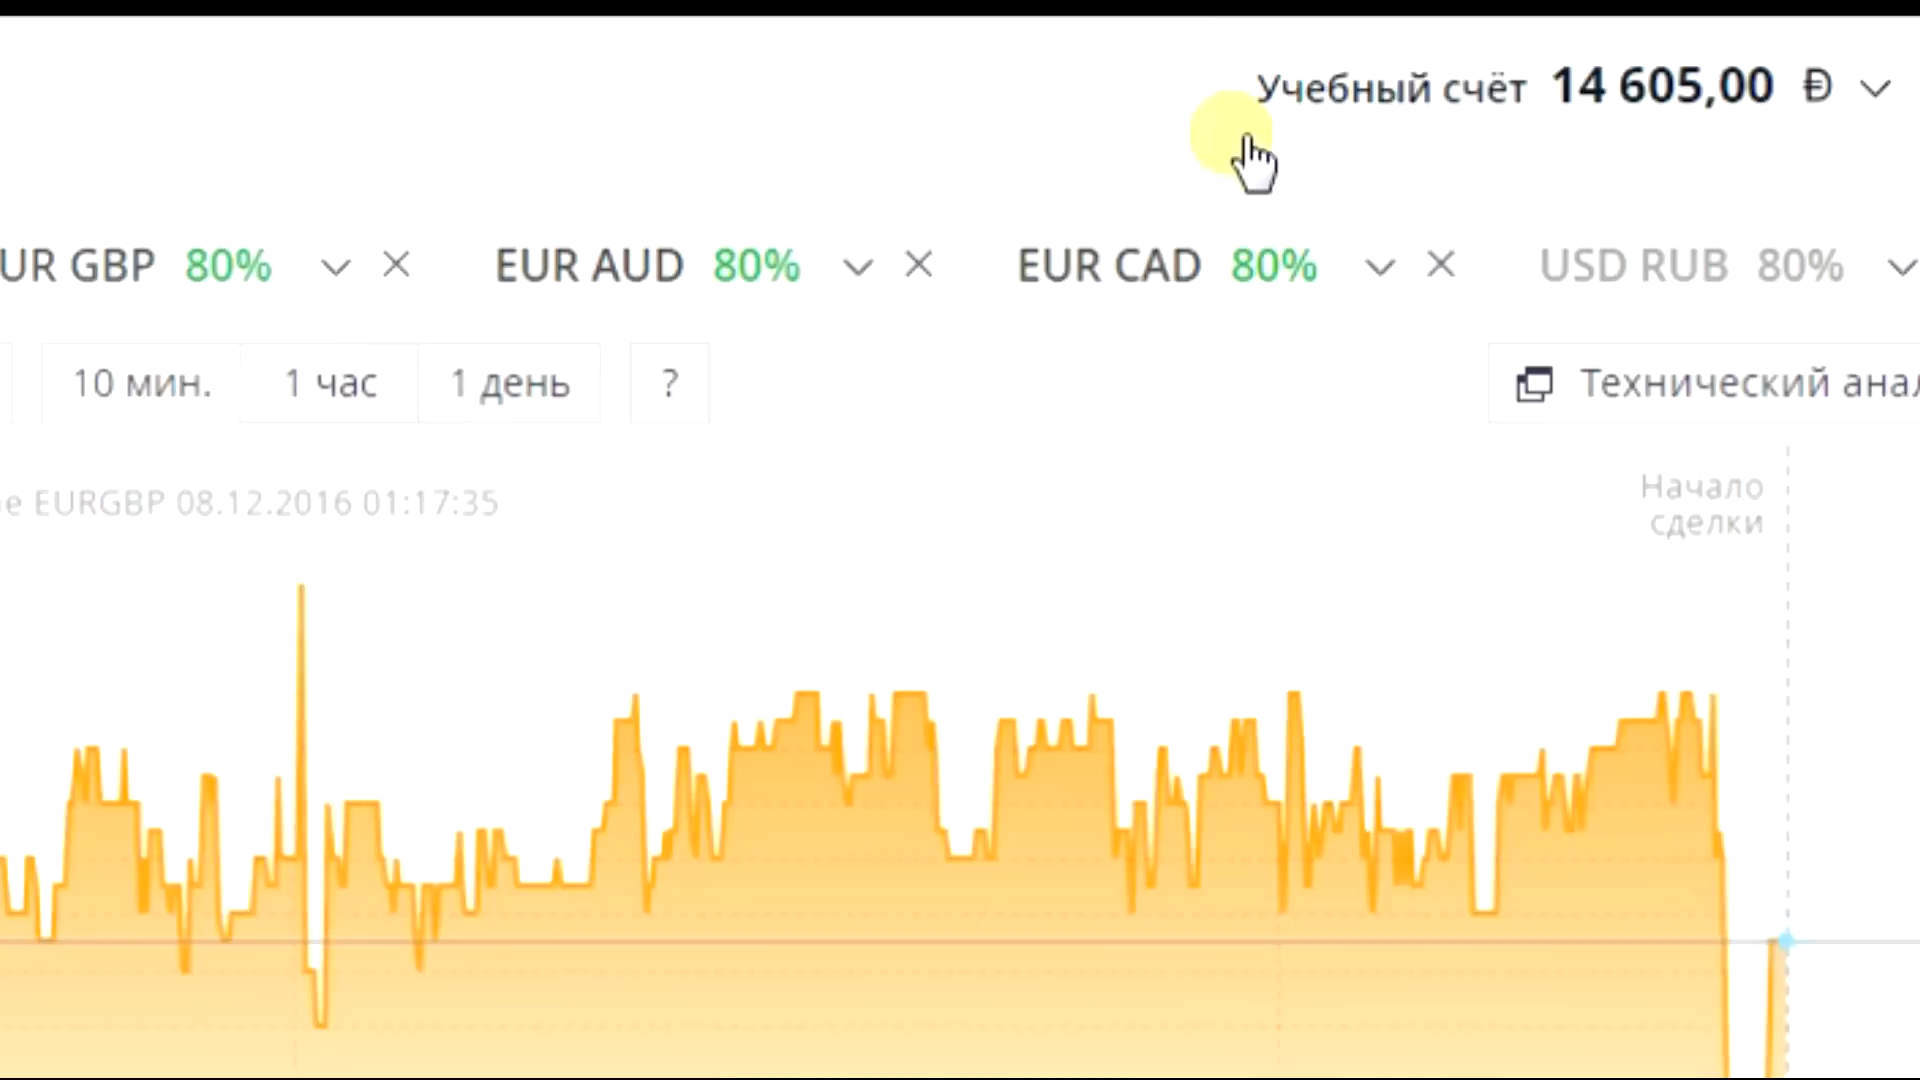 Учебный счёт 14 605,00 Đ
UR GBP 80% EUR AUD 80% EUR CAD 80% USD RUB 80%
10 мин. 1 час 1 день ? Технический анал
е EURGBP 08.12.2016 01:17:35
Начало
сделки